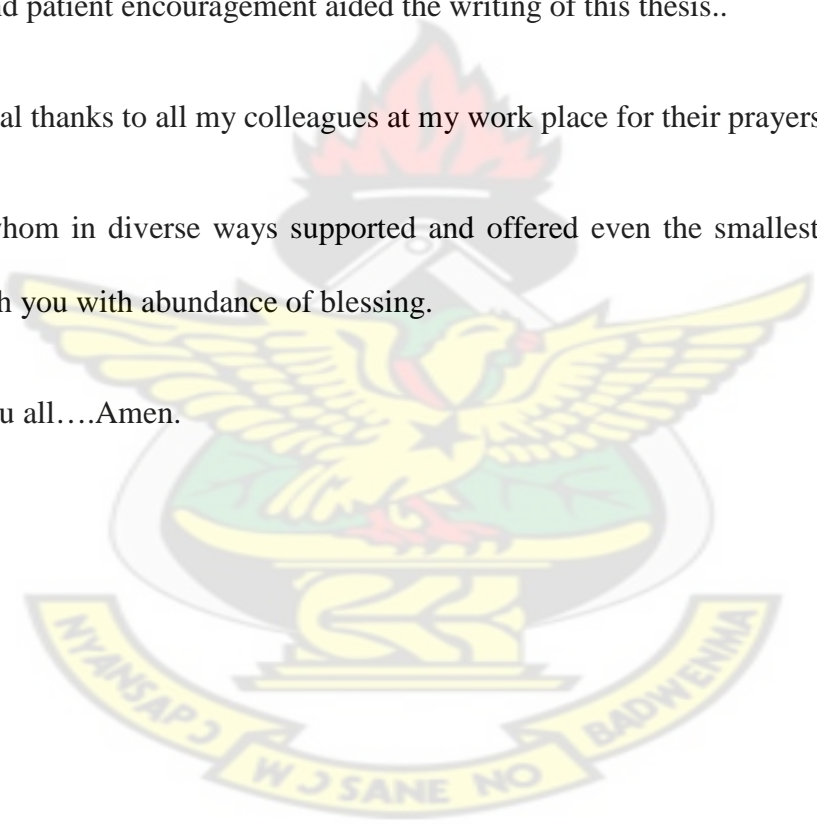 nd patient encouragement aided the writing of this thesis..
al thanks to all my colleagues at my work place for their prayers
hom in diverse ways supported and offered even the smallest
h you with abundance of blessing.
u all….Amen.
NYANSAPƆ WƆSANE NO BADWENMA